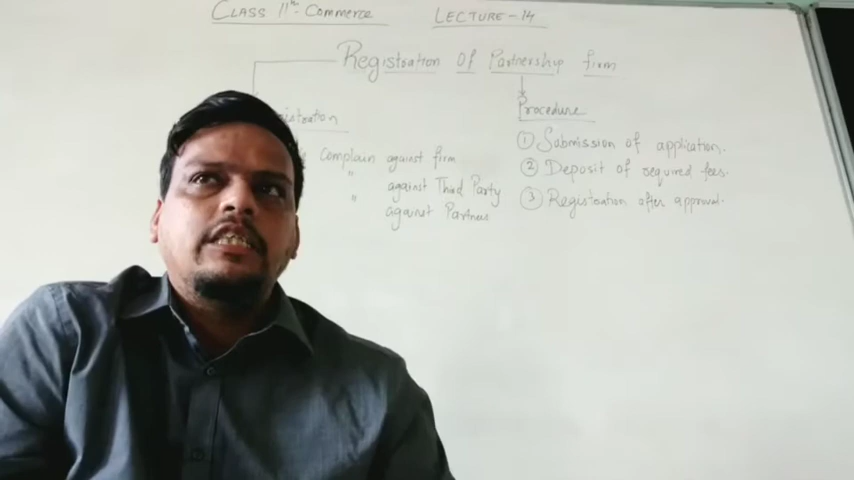 CLASS 11th Commerce LECTURE - 14
Registration Of Partnership firm
Procedure
Complain against firm
" against Third Party
" against Partners
① Submission of application.
② Deposit of required fees.
③ Registration after approval.